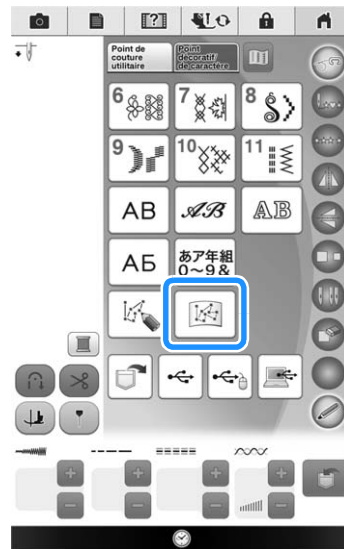 ?
Point de
couture
utilitaire
Point
décoratif/
de caractère
6
7
8
9
10
11
AB
AB
AB
АБ
あア年組
0~9&